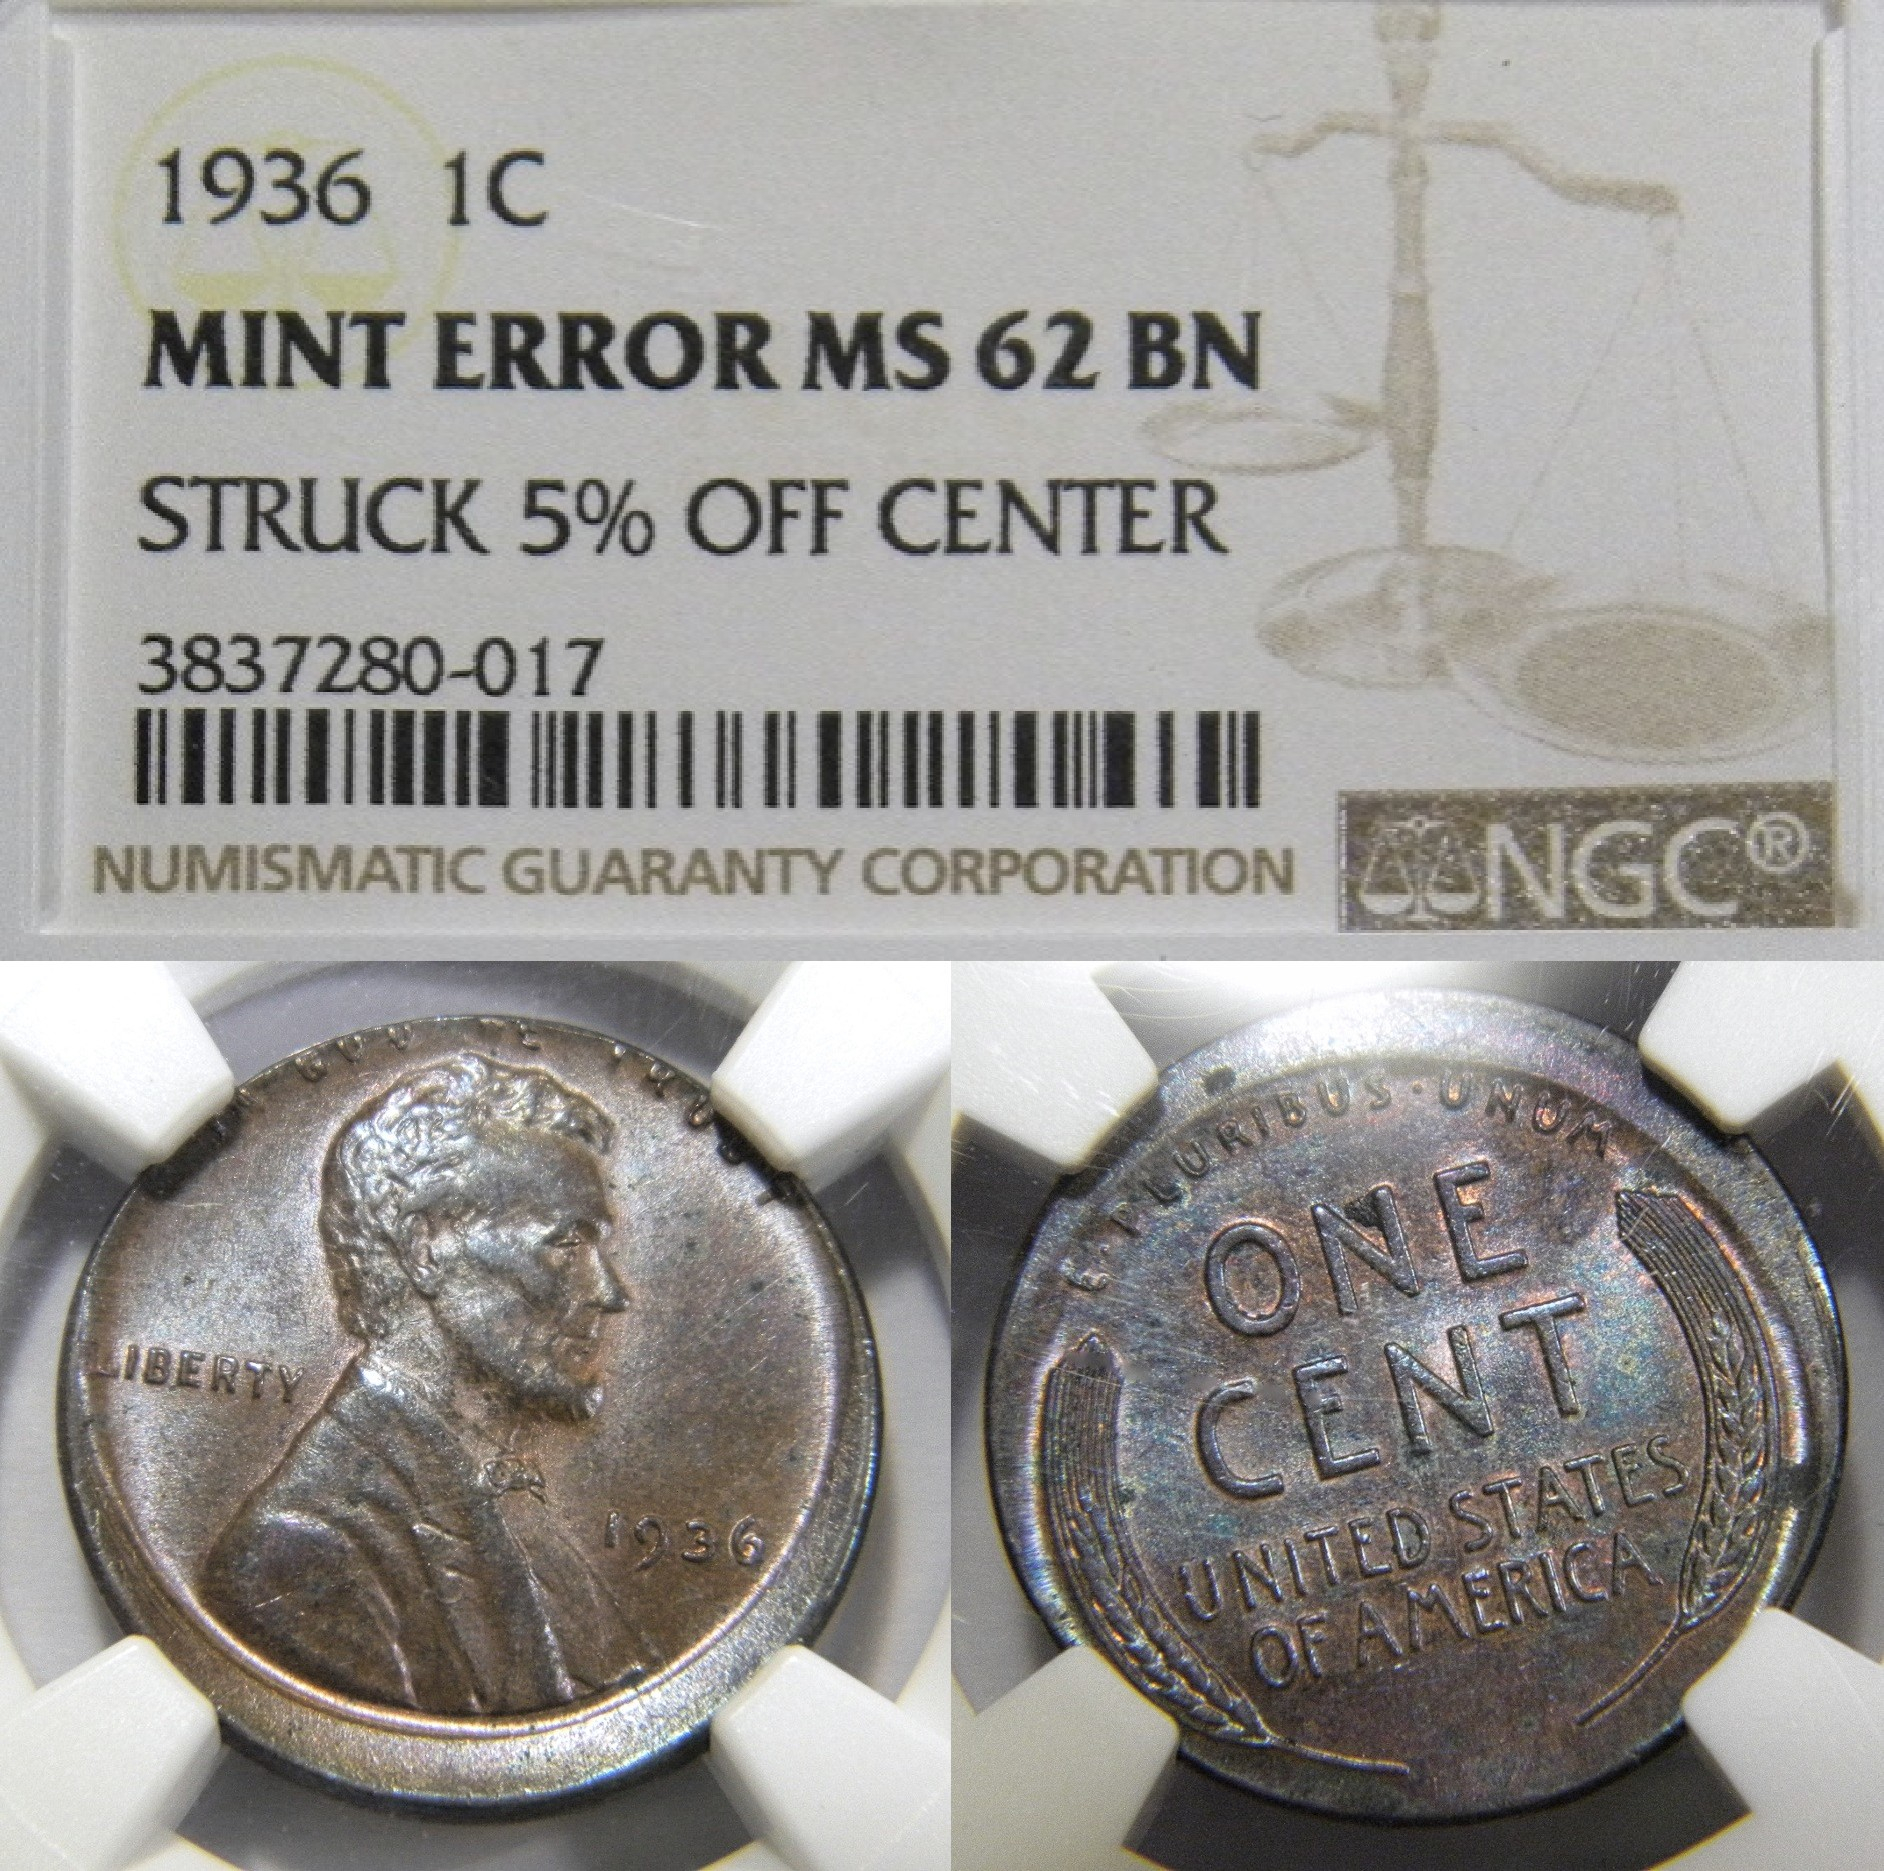 1936 1C
MINT ERROR MS 62 BN
STRUCK 5% OFF CENTER
3837280-017
NUMISMATIC GUARANTY CORPORATION
NGC®
LIBERTY
1936
E·PLURIBUS·UNUM
ONE
CENT
UNITED STATES
OF AMERICA